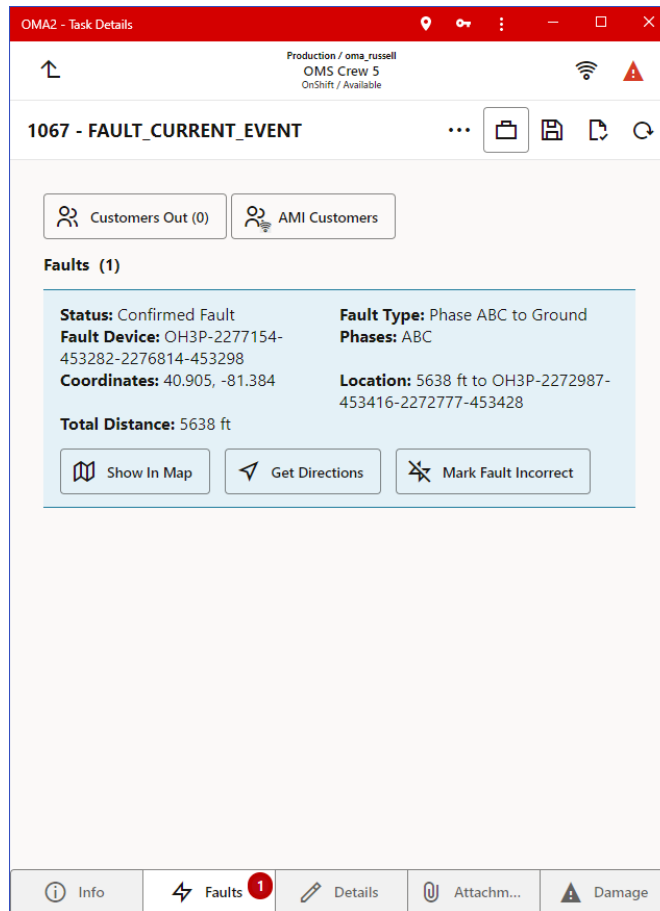 OMA2 - Task Details
Production / oma_russell
OMS Crew 5
OnShift / Available
1067 - FAULT_CURRENT_EVENT
Customers Out (0)
AMI Customers
Faults (1)
Status: Confirmed Fault
Fault Type: Phase ABC to Ground
Fault Device: OH3P-2277154-
453282-2276814-453298
Phases: ABC
Coordinates: 40.905, -81.384
Location: 5638 ft to OH3P-2272987-
453416-2272777-453428
Total Distance: 5638 ft
Show In Map
Get Directions
Mark Fault Incorrect
Info
Faults
1
Details
Attachm...
Damage